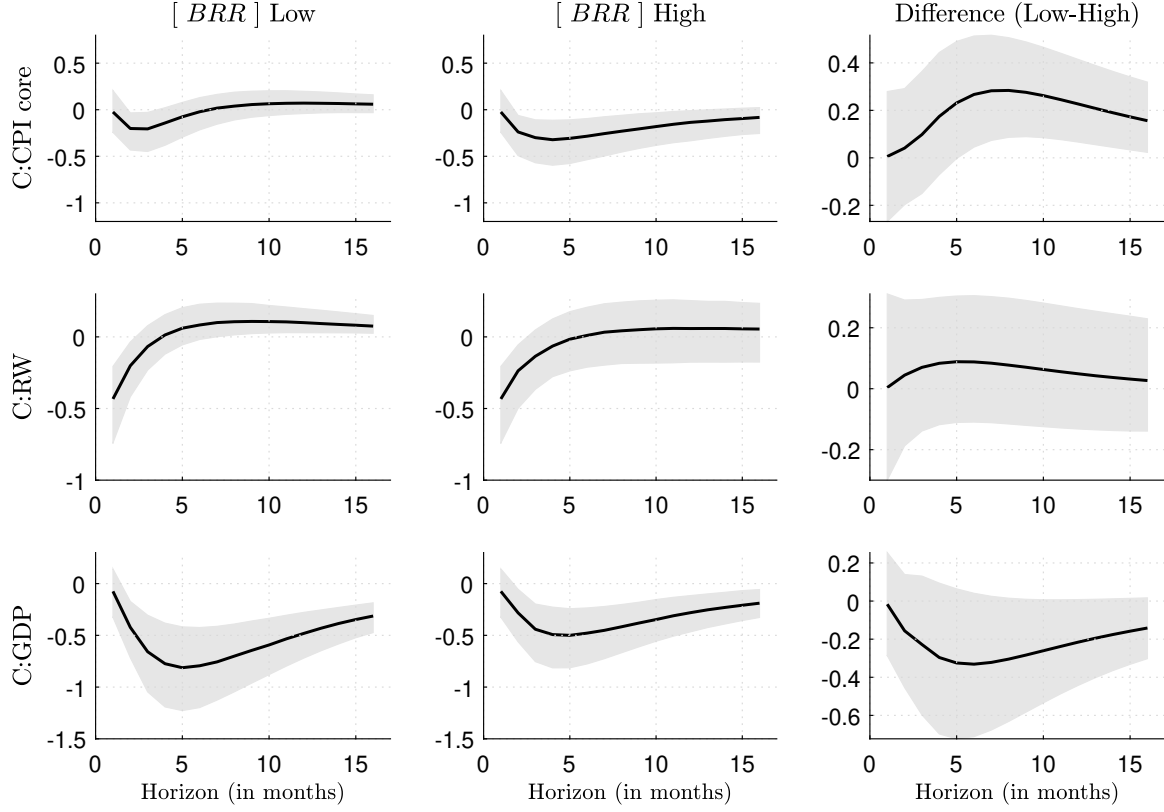 [ BRR ] Low
[ BRR ] High
Difference (Low-High)
C:CPI core
0.5
0
-0.5
-1
0 5 10 15
0 5 10 15
0.4
0.2
0
-0.2
0 5 10 15
C:RW
0
-0.5
-1
0 5 10 15
0
-0.5
-1
0 5 10 15
0.2
0
-0.2
0 5 10 15
C:GDP
0
-0.5
-1
-1.5
0 5 10 15
Horizon (in months)
0
-0.5
-1
-1.5
0 5 10 15
Horizon (in months)
0.2
0
-0.2
-0.4
-0.6
0 5 10 15
Horizon (in months)
0.5
0
-0.5
-1